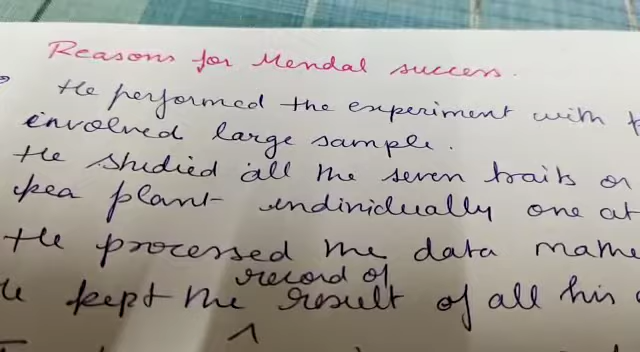 Reasons for Mendal success.
He performed the experiment with
involved large sample.
He studied all the seven traits on
pea plant individually one at
He processed the data mathe
kept the record of result of all his